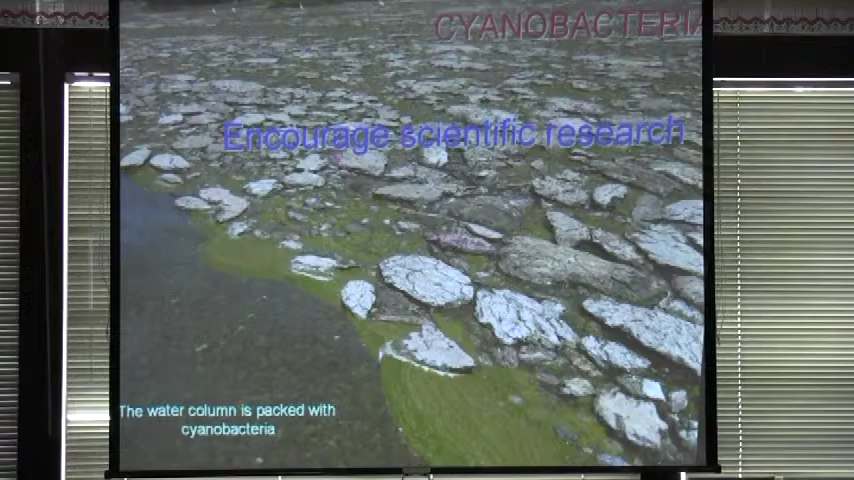 CYANOBACTERIA
Encourage scientific research
The water column is packed with
cyanobacteria